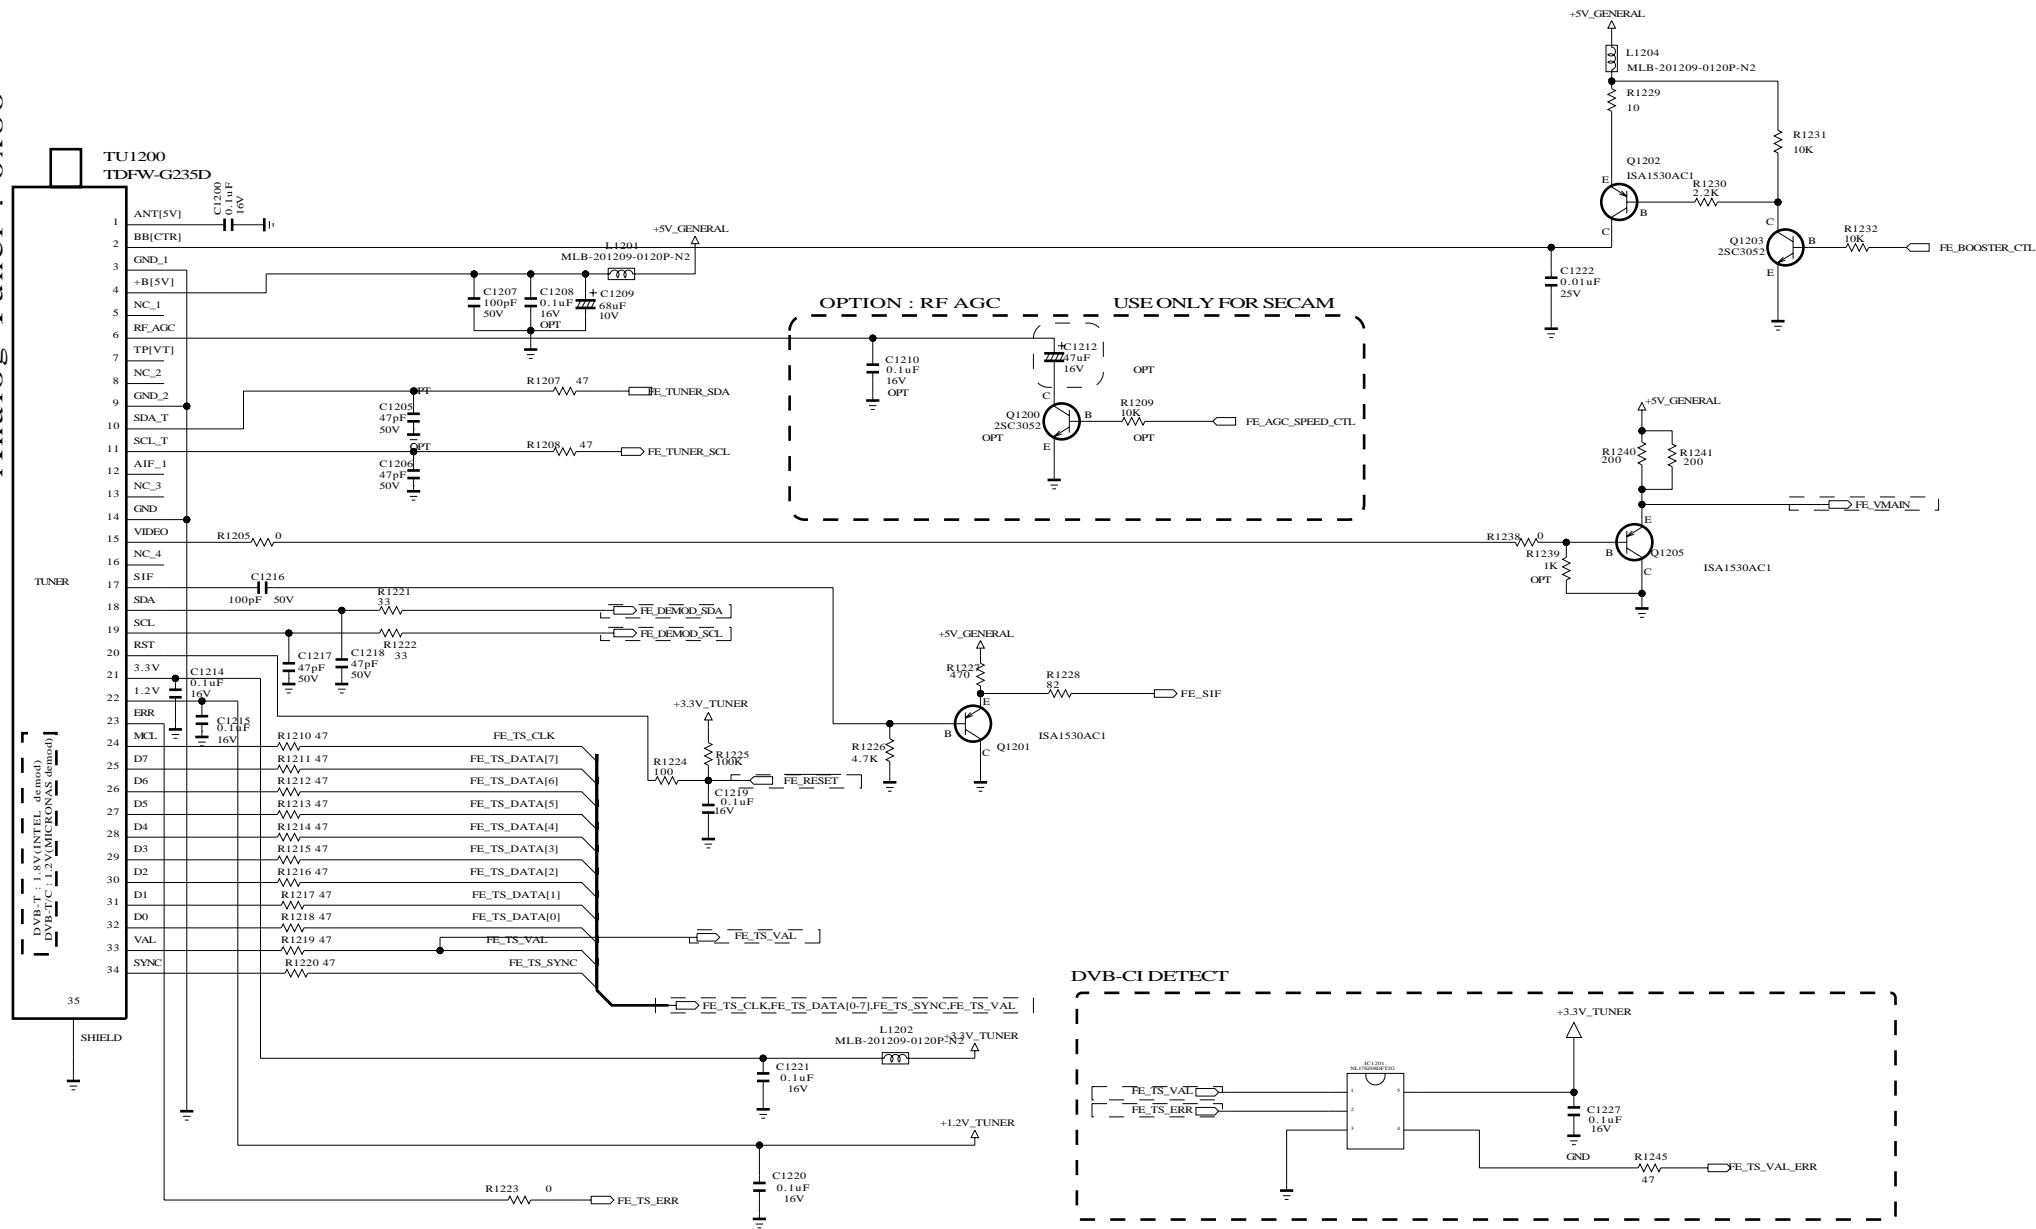 +5V_GENERAL
L1204
MLB-201209-0120P-N2
R1229
10
R1231
10K
Q1202
ISA1530AC1
E
B
C
R1230
2.2K
C
Q1203
2SC3052
B
E
R1232
10K
FE_BOOSTER_CTL
C1222
0.01uF
25V
TU1200
TDFW-G235D
C1200
0.1uF
16V
1
ANT[5V]
2
BB[CTR]
3
GND_1
4
+B[5V]
5
NC_1
6
RF_AGC
7
TP[VT]
8
NC_2
9
GND_2
10
SDA_T
11
SCL_T
12
AIF_1
13
NC_3
14
GND
15
VIDEO
16
NC_4
17
SIF
18
SDA
19
SCL
20
RST
21
3.3V
22
1.2V
23
ERR
24
MCL
25
D7
26
D6
27
D5
28
D4
29
D3
30
D2
31
D1
32
D0
33
VAL
34
SYNC
35
SHIELD
TUNER
DVB-T : 1.8V(INTEL demod)
DVB-T/C : 1.2V(MICRONAS demod)
+5V_GENERAL
L1201
MLB-201209-0120P-N2
C1207
100pF
50V
C1208
0.1uF
16V
OPT
+
C1209
68uF
10V
OPTION : RF AGC
USE ONLY FOR SECAM
C1210
0.1uF
16V
OPT
+
C1212
47uF
16V
OPT
C
Q1200
2SC3052
OPT
B
E
R1209
10K
OPT
FE_AGC_SPEED_CTL
R1207 47
FE_TUNER_SDA
OPT
C1205
47pF
50V
R1208 47
FE_TUNER_SCL
OPT
C1206
47pF
50V
+5V_GENERAL
R1240
200
R1241
200
FE_VMAIN
R1205 0
R1238 0
R1239
1K
OPT
E
B
C
Q1205
ISA1530AC1
C1216
100pF 50V
R1221
33
FE_DEMOD_SDA
R1222
33
FE_DEMOD_SCL
C1217
47pF
50V
C1218
47pF
50V
C1214
0.1uF
16V
C1215
0.1uF
16V
+5V_GENERAL
R1227
470
R1228
82
FE_SIF
E
B
C
Q1201
ISA1530AC1
R1226
4.7K
+3.3V_TUNER
R1225
100K
R1224
100
FE_RESET
C1219
0.1uF
16V
R1210 47
FE_TS_CLK
R1211 47
FE_TS_DATA[7]
R1212 47
FE_TS_DATA[6]
R1213 47
FE_TS_DATA[5]
R1214 47
FE_TS_DATA[4]
R1215 47
FE_TS_DATA[3]
R1216 47
FE_TS_DATA[2]
R1217 47
FE_TS_DATA[1]
R1218 47
FE_TS_DATA[0]
R1219 47
FE_TS_VAL
FE_TS_VAL
R1220 47
FE_TS_SYNC
FE_TS_CLK,FE_TS_DATA[0-7],FE_TS_SYNC,FE_TS_VAL
L1202
MLB-201209-0120P-N2
+3.3V_TUNER
C1221
0.1uF
16V
+1.2V_TUNER
C1220
0.1uF
16V
R1223 0
FE_TS_ERR
DVB-CI DETECT
+3.3V_TUNER
IC1201
NL17SZ08DFT2G
FE_TS_VAL
FE_TS_ERR
1
2
3
5
4
C1227
0.1uF
16V
GND
R1245
47
FE_TS_VAL_ERR